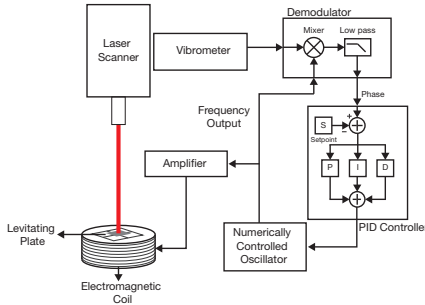 Demodulator
Laser
Scanner
Vibrometer
Mixer
Low pass
Phase
Frequency
Output
S
Setpoint
+
−
P
I
D
Amplifier
PID Controller
Levitating
Plate
Numerically
Controlled
Oscillator
Electromagnetic
Coil